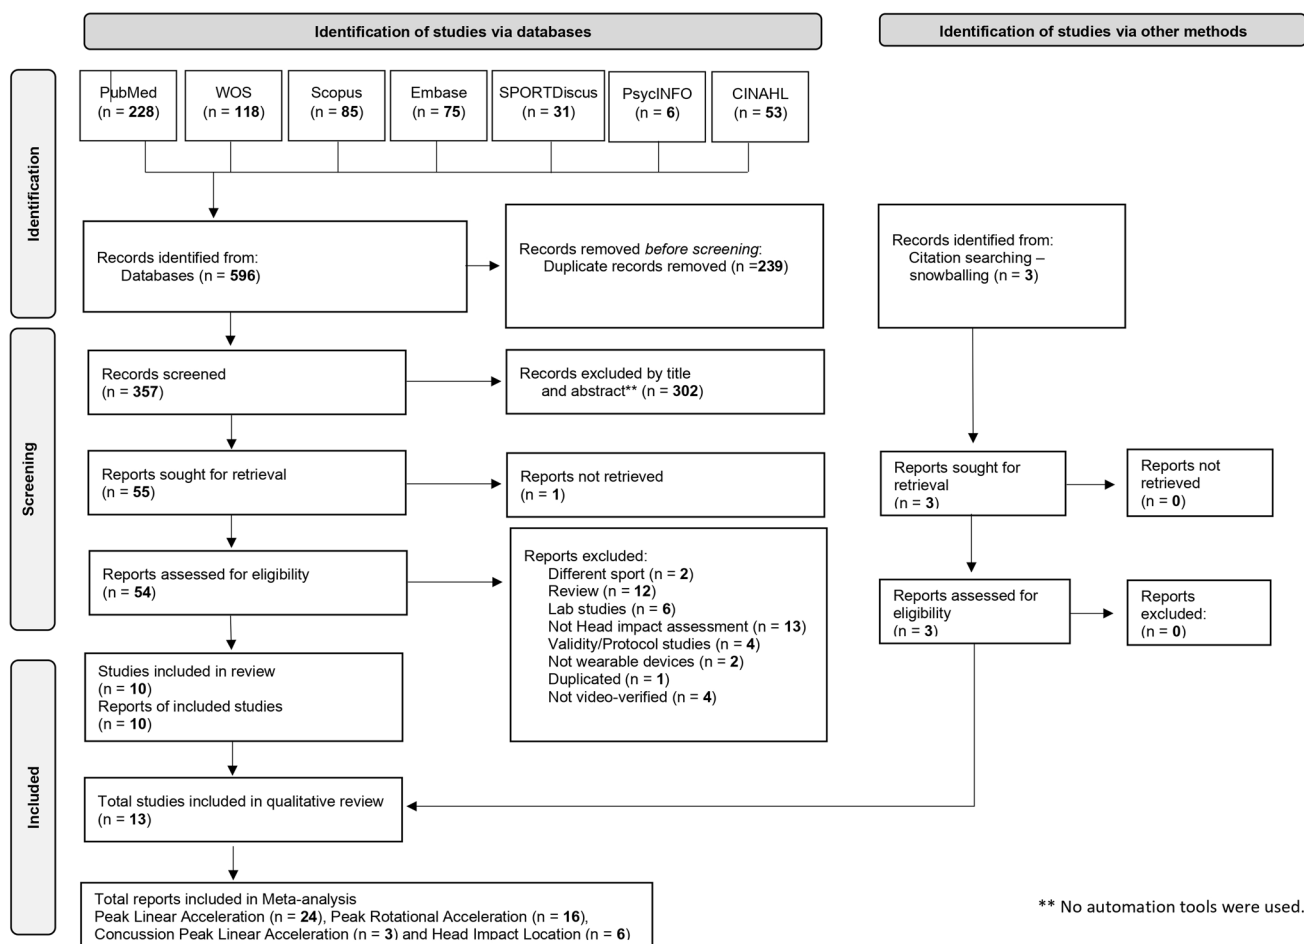 Identification of studies via databases
Identification of studies via other methods
Identification
PubMed
(n = 228)
WOS
(n = 118)
Scopus
(n = 85)
Embase
(n = 75)
SPORTDiscus
(n = 31)
PsycINFO
(n = 6)
CINAHL
(n = 53)
Records identified from:
Databases (n = 596)
Records removed before screening:
Duplicate records removed (n =239)
Records identified from:
Citation searching –
snowballing (n = 3)
Screening
Records screened
(n = 357)
Records excluded by title
and abstract** (n = 302)
Reports sought for retrieval
(n = 55)
Reports not retrieved
(n = 1)
Reports sought for
retrieval
(n = 3)
Reports not
retrieved
(n = 0)
Reports assessed for eligibility
(n = 54)
Reports excluded:
Different sport (n = 2)
Review (n = 12)
Lab studies (n = 6)
Not Head impact assessment (n = 13)
Validity/Protocol studies (n = 4)
Not wearable devices (n = 2)
Duplicated (n = 1)
Not video-verified (n = 4)
Reports assessed for
eligibility
(n = 3)
Reports
excluded:
(n = 0)
Included
Studies included in review
(n = 10)
Reports of included studies
(n = 10)
Total studies included in qualitative review
(n = 13)
Total reports included in Meta-analysis
Peak Linear Acceleration (n = 24), Peak Rotational Acceleration (n = 16),
Concussion Peak Linear Acceleration (n = 3) and Head Impact Location (n = 6)
** No automation tools were used.